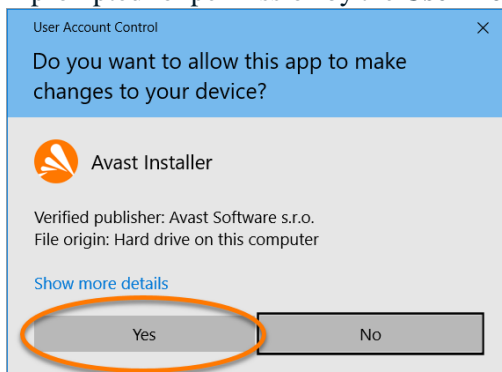 User Account Control
Do you want to allow this app to make
changes to your device?
Avast Installer
Verified publisher: Avast Software s.r.o.
File origin: Hard drive on this computer
Show more details
Yes
No